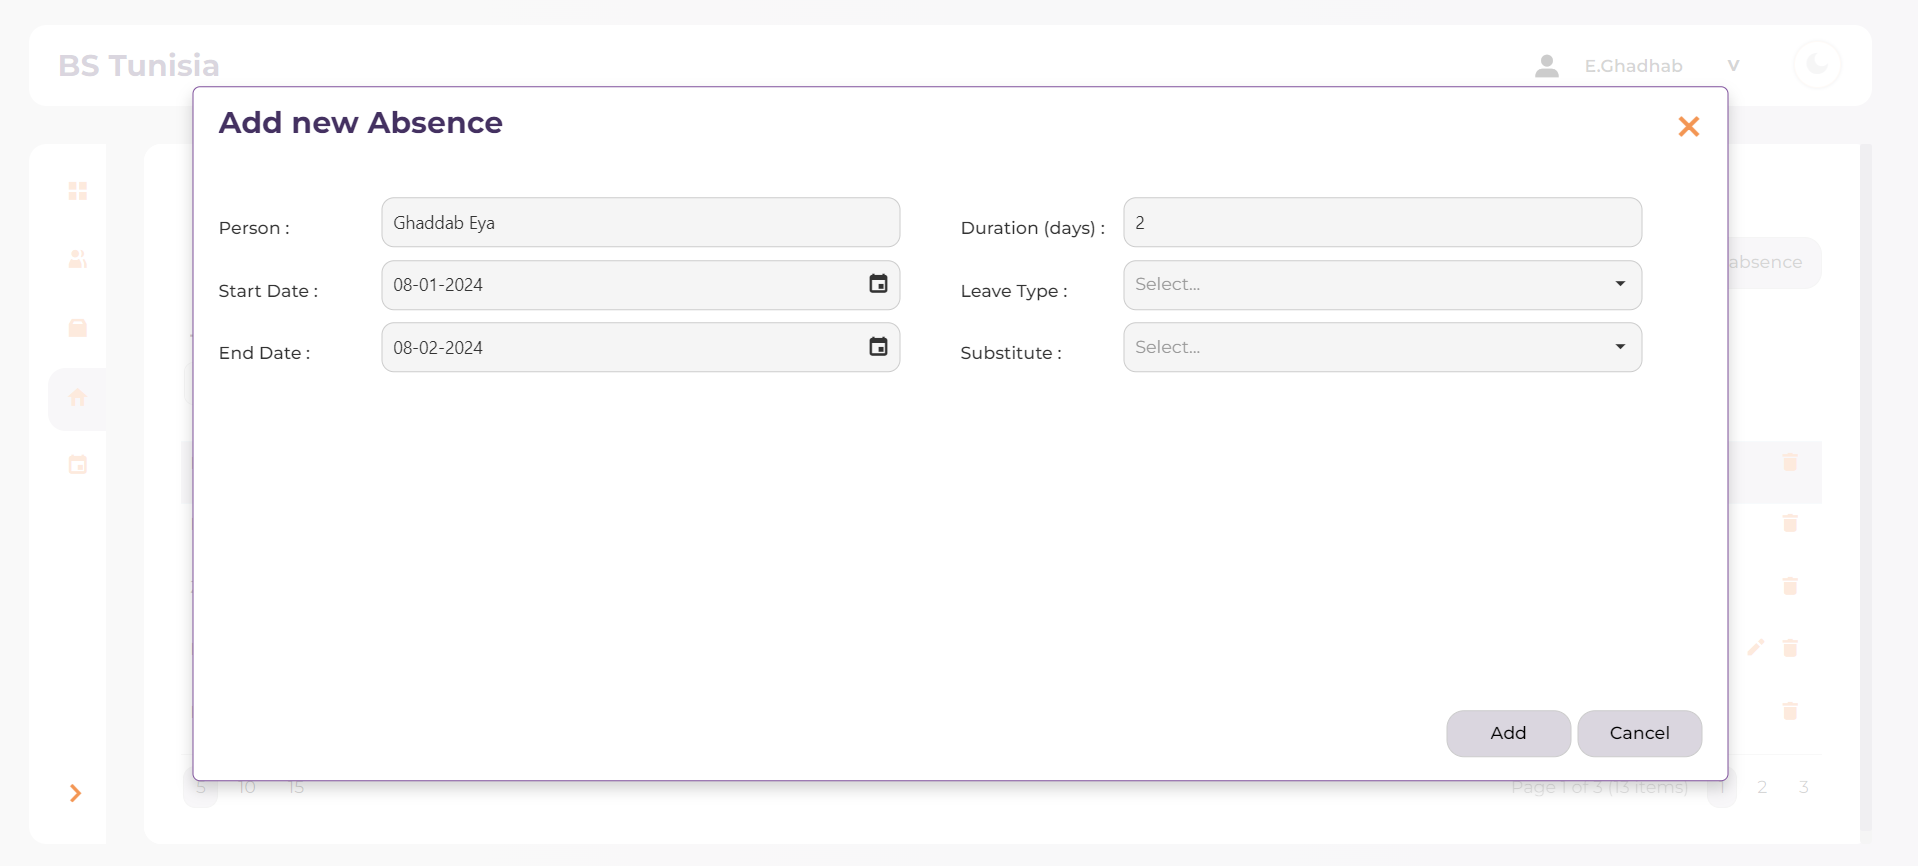 BS Tunisia
E.Ghadhab
v
Add new Absence
Person :
Ghaddab Eya
Duration (days) :
2
absence
Start Date :
08-01-2024
Leave Type :
Select...
End Date :
08-02-2024
Substitute :
Select...
Add
Cancel
5 10 15
Page 1 of 3 (13 items) 1 2 3